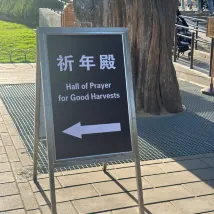 祈年殿
Hall of Prayer
for Good Harvests